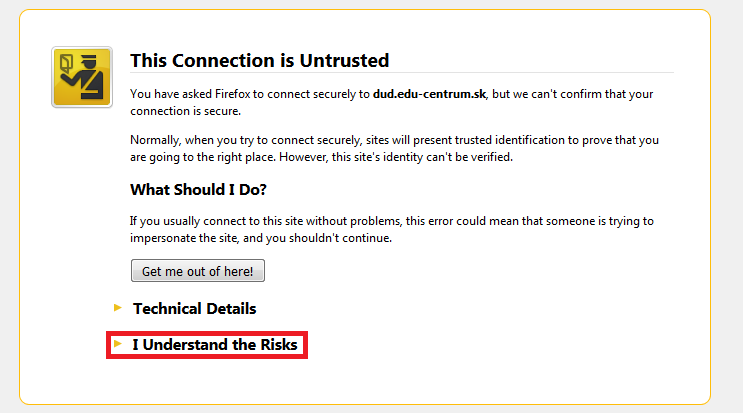 This Connection is Untrusted
You have asked Firefox to connect securely to dud.edu-centrum.sk, but we can't confirm that your
connection is secure.
Normally, when you try to connect securely, sites will present trusted identification to prove that you
are going to the right place. However, this site's identity can't be verified.
What Should I Do?
If you usually connect to this site without problems, this error could mean that someone is trying to
impersonate the site, and you shouldn't continue.
Get me out of here!
Technical Details
I Understand the Risks